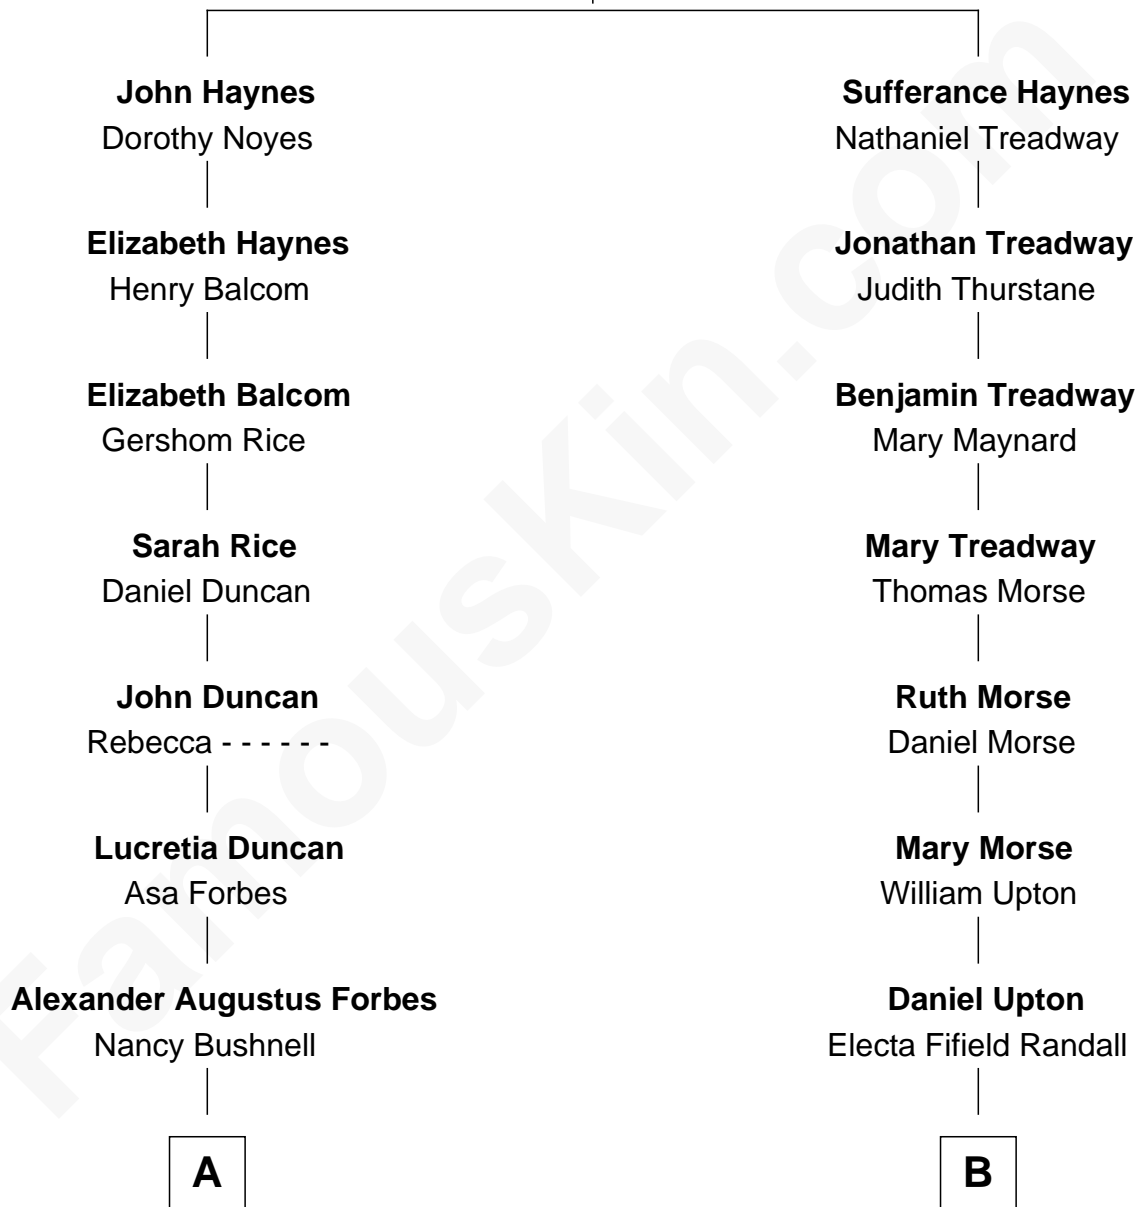 John Haynes
Dorothy Noyes
Sufferance Haynes
Nathaniel Treadway
Elizabeth Haynes
Henry Balcom
Jonathan Treadway
Judith Thurstane
Elizabeth Balcom
Gershom Rice
Benjamin Treadway
Mary Maynard
Sarah Rice
Daniel Duncan
Mary Treadway
Thomas Morse
John Duncan
Rebecca - - - - - -
Ruth Morse
Daniel Morse
Lucretia Duncan
Asa Forbes
Mary Morse
William Upton
Alexander Augustus Forbes
Nancy Bushnell
Daniel Upton
Electa Fifield Randall
A
B
FamousKin.com